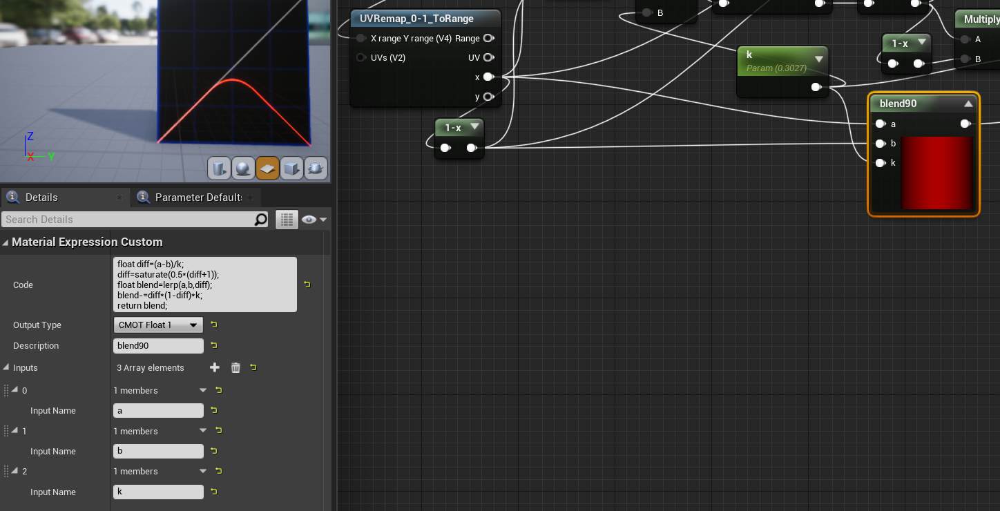 UVRemap_0-1_ToRange
X range Y range (V4) Range
UVs (V2) UV
x
y
1-x
B
k
Param (0.3027)
1-x
Multiply
A
B
blend90
a
b
k
Z
X Y
Details
Parameter Default
Search Details
Material Expression Custom
Code
float diff=(a-b)/k;
diff=saturate(0.5*(diff+1));
float blend=lerp(a,b,diff);
blend-=diff*(1-diff)*k;
return blend;
Output Type CMOT Float 1
Description blend90
Inputs 3 Array elements
0 1 members
Input Name a
1 1 members
Input Name b
2 1 members
Input Name k